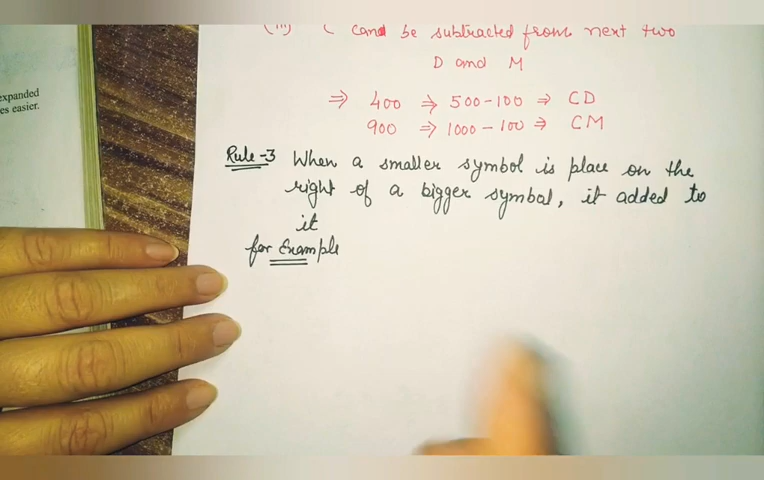 (iii) C can be subtracted from next two
D and M
⇒ 400 ⇒ 500-100 ⇒ CD
900 ⇒ 1000-100 ⇒ CM
Rule-3 When a smaller symbol is place on the
right of a bigger symbol, it added to
it
for Example
expanded
es easier.